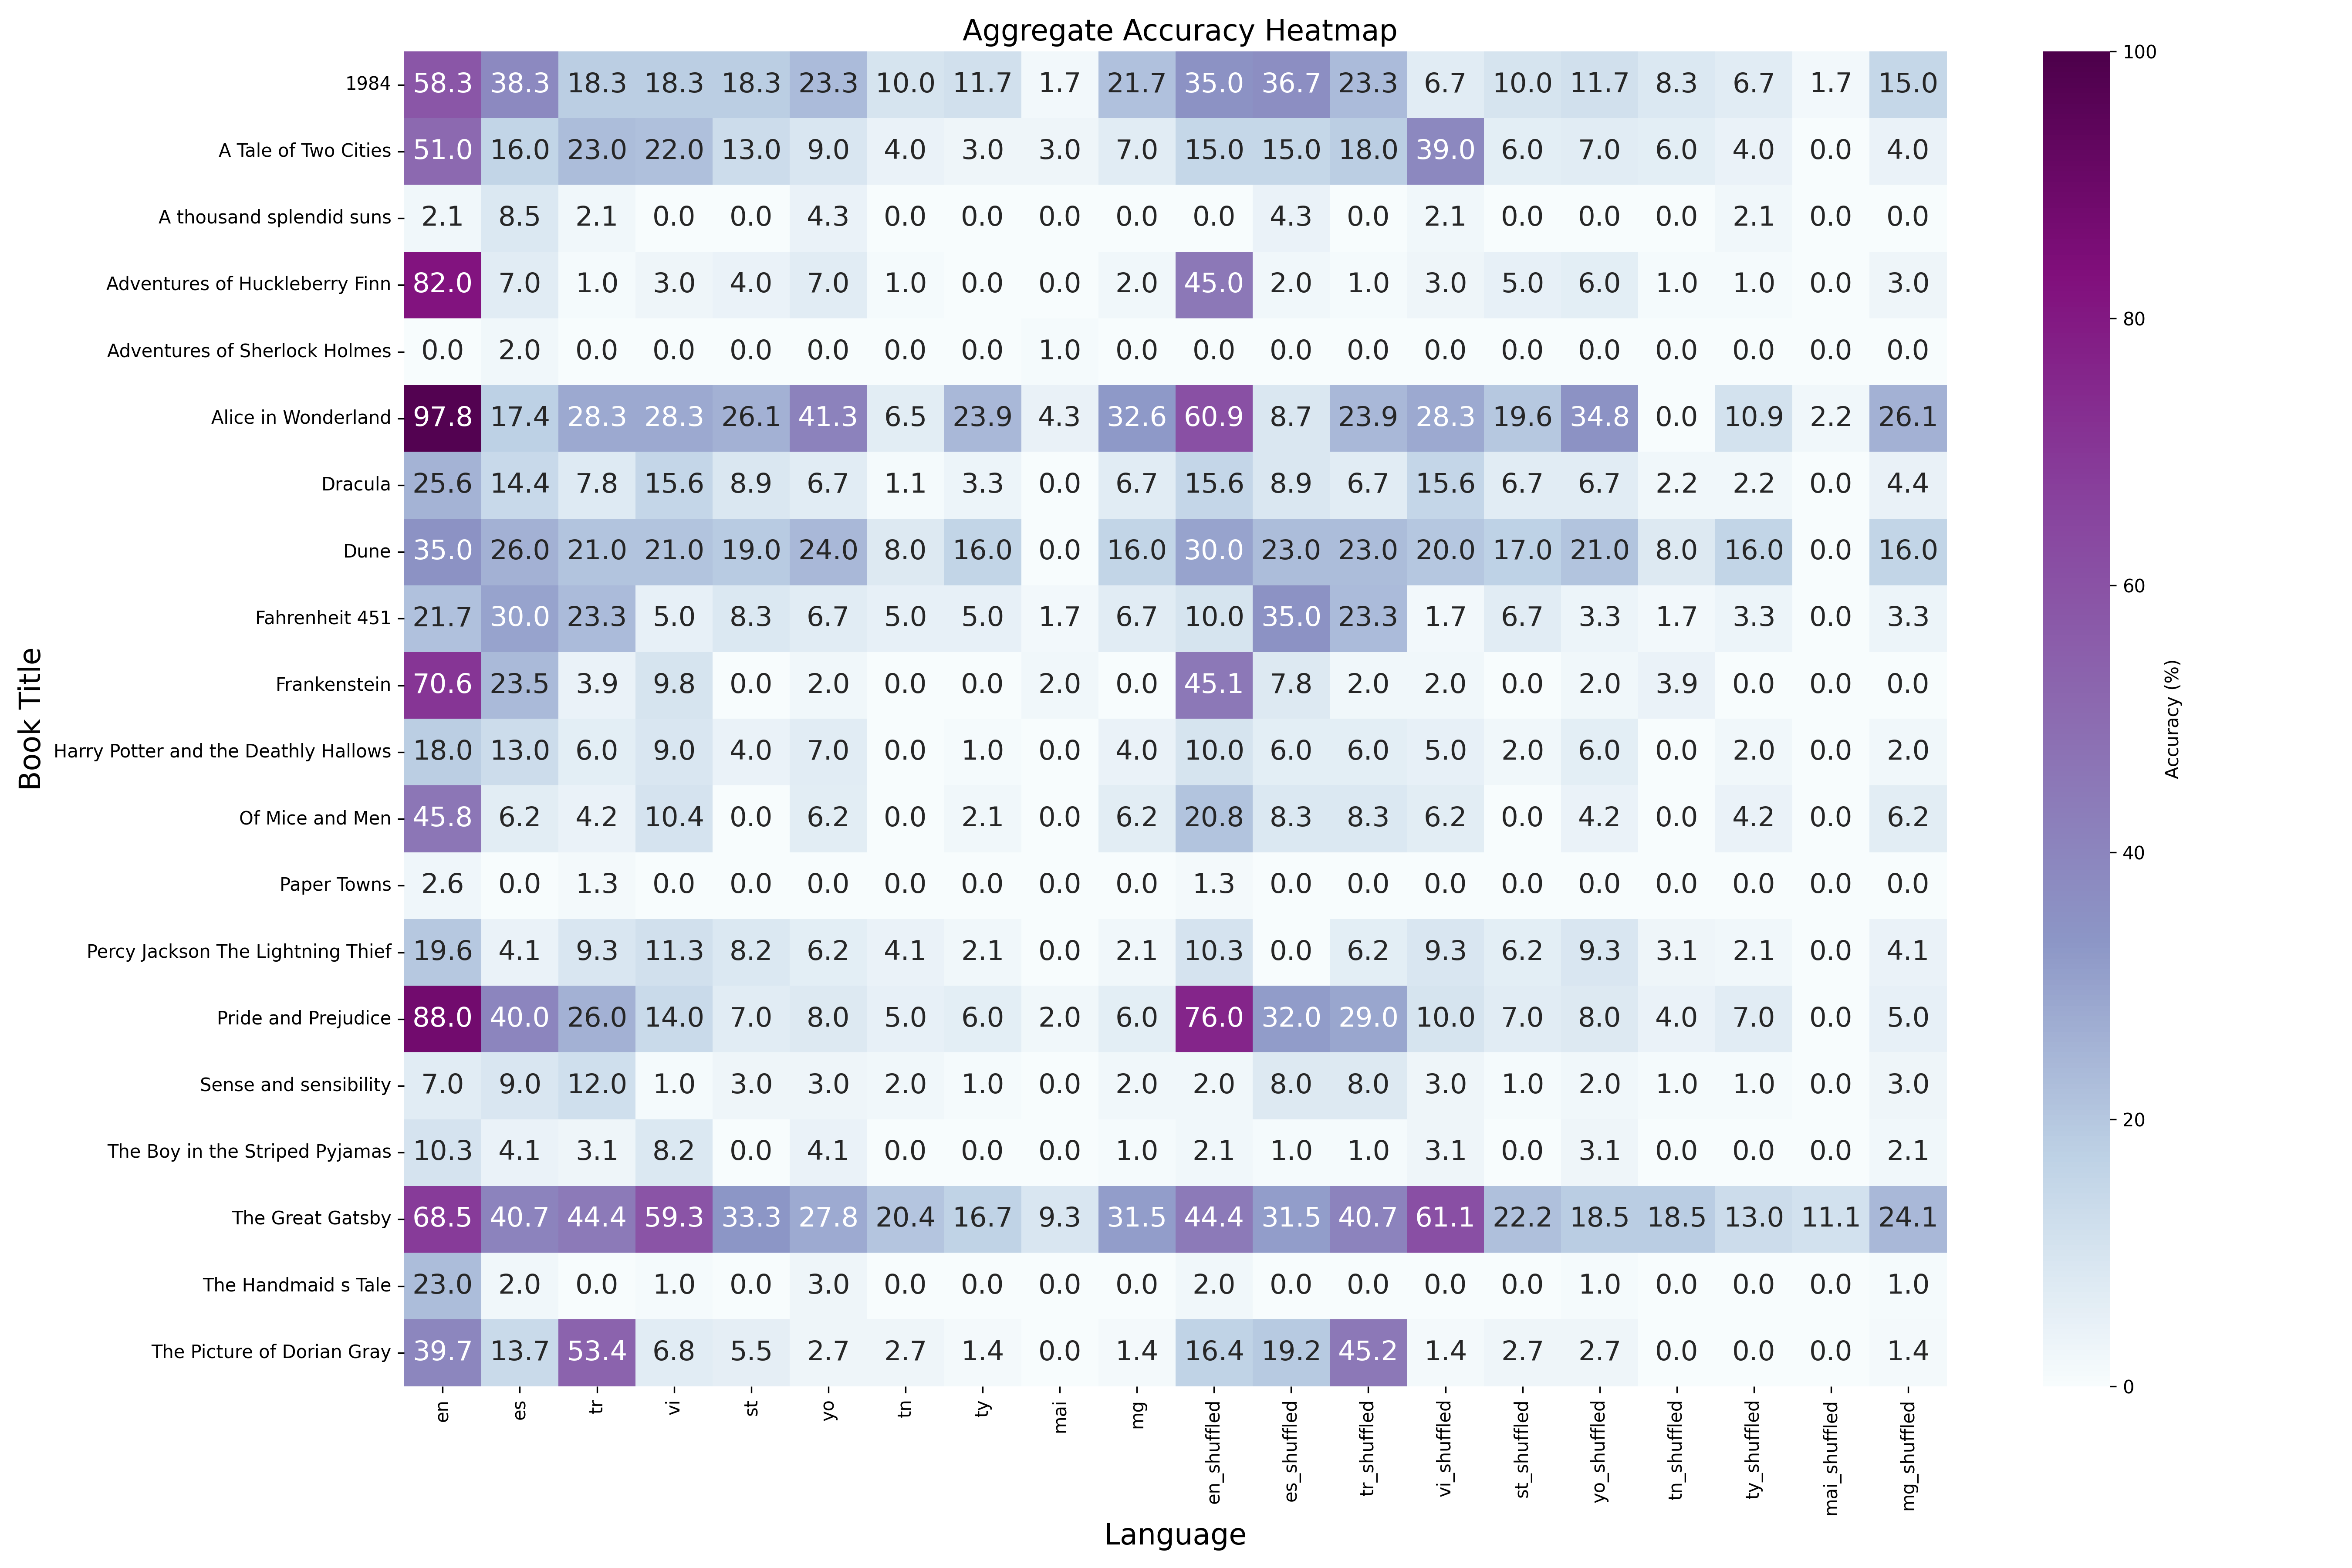 Aggregate Accuracy Heatmap
Book Title
1984 58.3 38.3 18.3 18.3 18.3 23.3 10.0 11.7 1.7 21.7 35.0 36.7 23.3 6.7 10.0 11.7 8.3 6.7 1.7 15.0
A Tale of Two Cities 51.0 16.0 23.0 22.0 13.0 9.0 4.0 3.0 3.0 7.0 15.0 15.0 18.0 39.0 6.0 7.0 6.0 4.0 0.0 4.0
A thousand splendid suns 2.1 8.5 2.1 0.0 0.0 4.3 0.0 0.0 0.0 0.0 0.0 4.3 0.0 2.1 0.0 0.0 0.0 2.1 0.0 0.0
Adventures of Huckleberry Finn 82.0 7.0 1.0 3.0 4.0 7.0 1.0 0.0 0.0 2.0 45.0 2.0 1.0 3.0 5.0 6.0 1.0 1.0 0.0 3.0
Adventures of Sherlock Holmes 0.0 2.0 0.0 0.0 0.0 0.0 0.0 0.0 1.0 0.0 0.0 0.0 0.0 0.0 0.0 0.0 0.0 0.0 0.0 0.0
Alice in Wonderland 97.8 17.4 28.3 28.3 26.1 41.3 6.5 23.9 4.3 32.6 60.9 8.7 23.9 28.3 19.6 34.8 0.0 10.9 2.2 26.1
Dracula 25.6 14.4 7.8 15.6 8.9 6.7 1.1 3.3 0.0 6.7 15.6 8.9 6.7 15.6 6.7 6.7 2.2 2.2 0.0 4.4
Dune 35.0 26.0 21.0 21.0 19.0 24.0 8.0 16.0 0.0 16.0 30.0 23.0 23.0 20.0 17.0 21.0 8.0 16.0 0.0 16.0
Fahrenheit 451 21.7 30.0 23.3 5.0 8.3 6.7 5.0 5.0 1.7 6.7 10.0 35.0 23.3 1.7 6.7 3.3 1.7 3.3 0.0 3.3
Frankenstein 70.6 23.5 3.9 9.8 0.0 2.0 0.0 0.0 2.0 0.0 45.1 7.8 2.0 2.0 0.0 2.0 3.9 0.0 0.0 0.0
Harry Potter and the Deathly Hallows 18.0 13.0 6.0 9.0 4.0 7.0 0.0 1.0 0.0 4.0 10.0 6.0 6.0 5.0 2.0 6.0 0.0 2.0 0.0 2.0
Of Mice and Men 45.8 6.2 4.2 10.4 0.0 6.2 0.0 2.1 0.0 6.2 20.8 8.3 8.3 6.2 0.0 4.2 0.0 4.2 0.0 6.2
Paper Towns 2.6 0.0 1.3 0.0 0.0 0.0 0.0 0.0 0.0 0.0 1.3 0.0 0.0 0.0 0.0 0.0 0.0 0.0 0.0 0.0
Percy Jackson The Lightning Thief 19.6 4.1 9.3 11.3 8.2 6.2 4.1 2.1 0.0 2.1 10.3 0.0 6.2 9.3 6.2 9.3 3.1 2.1 0.0 4.1
Pride and Prejudice 88.0 40.0 26.0 14.0 7.0 8.0 5.0 6.0 2.0 6.0 76.0 32.0 29.0 10.0 7.0 8.0 4.0 7.0 0.0 5.0
Sense and sensibility 7.0 9.0 12.0 1.0 3.0 3.0 2.0 1.0 0.0 2.0 2.0 8.0 8.0 3.0 1.0 2.0 1.0 1.0 0.0 3.0
The Boy in the Striped Pyjamas 10.3 4.1 3.1 8.2 0.0 4.1 0.0 0.0 0.0 1.0 2.1 1.0 1.0 3.1 0.0 3.1 0.0 0.0 0.0 2.1
The Great Gatsby 68.5 40.7 44.4 59.3 33.3 27.8 20.4 16.7 9.3 31.5 44.4 31.5 40.7 61.1 22.2 18.5 18.5 13.0 11.1 24.1
The Handmaid s Tale 23.0 2.0 0.0 1.0 0.0 3.0 0.0 0.0 0.0 0.0 2.0 0.0 0.0 0.0 0.0 1.0 0.0 0.0 0.0 1.0
The Picture of Dorian Gray 39.7 13.7 53.4 6.8 5.5 2.7 2.7 1.4 0.0 1.4 16.4 19.2 45.2 1.4 2.7 2.7 0.0 0.0 0.0 1.4
en es tr vi st yo tn ty mai mg en_shuffled es_shuffled tr_shuffled vi_shuffled st_shuffled yo_shuffled tn_shuffled ty_shuffled mai_shuffled mg_shuffled
Language
100
80
60
40
20
0
Accuracy (%)